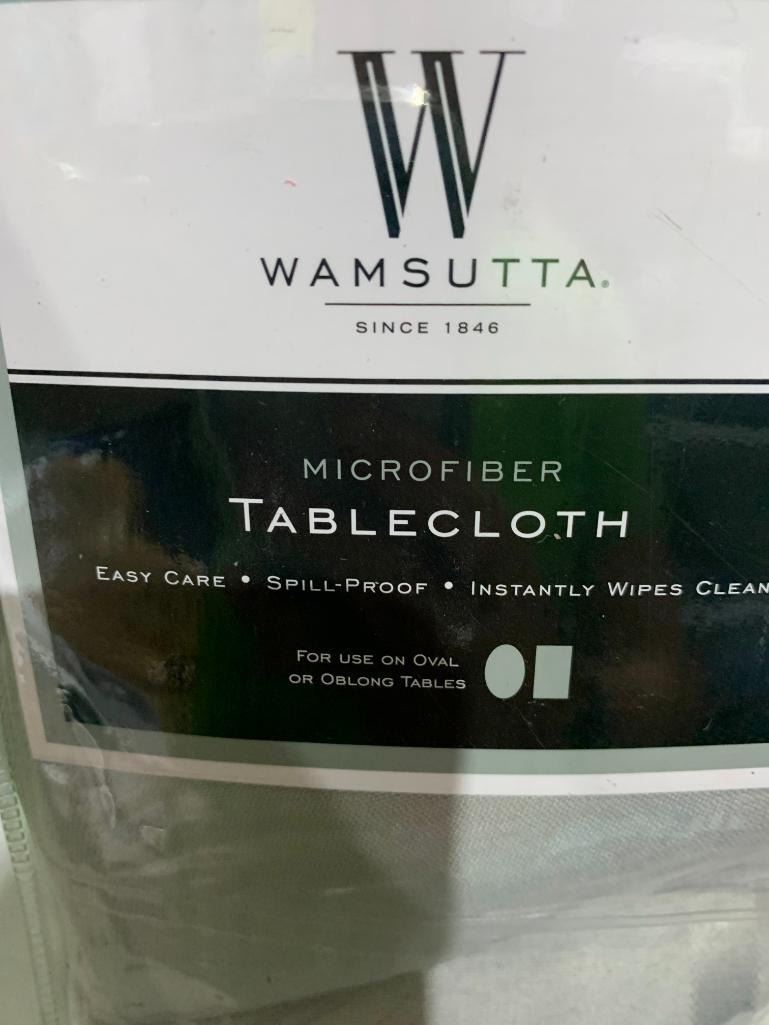 W
WAMSUTTA®
SINCE 1846
MICROFIBER
TABLECLOTH
EASY CARE • SPILL-PROOF • INSTANTLY WIPES CLEAN
FOR USE ON OVAL
OR OBLONG TABLES